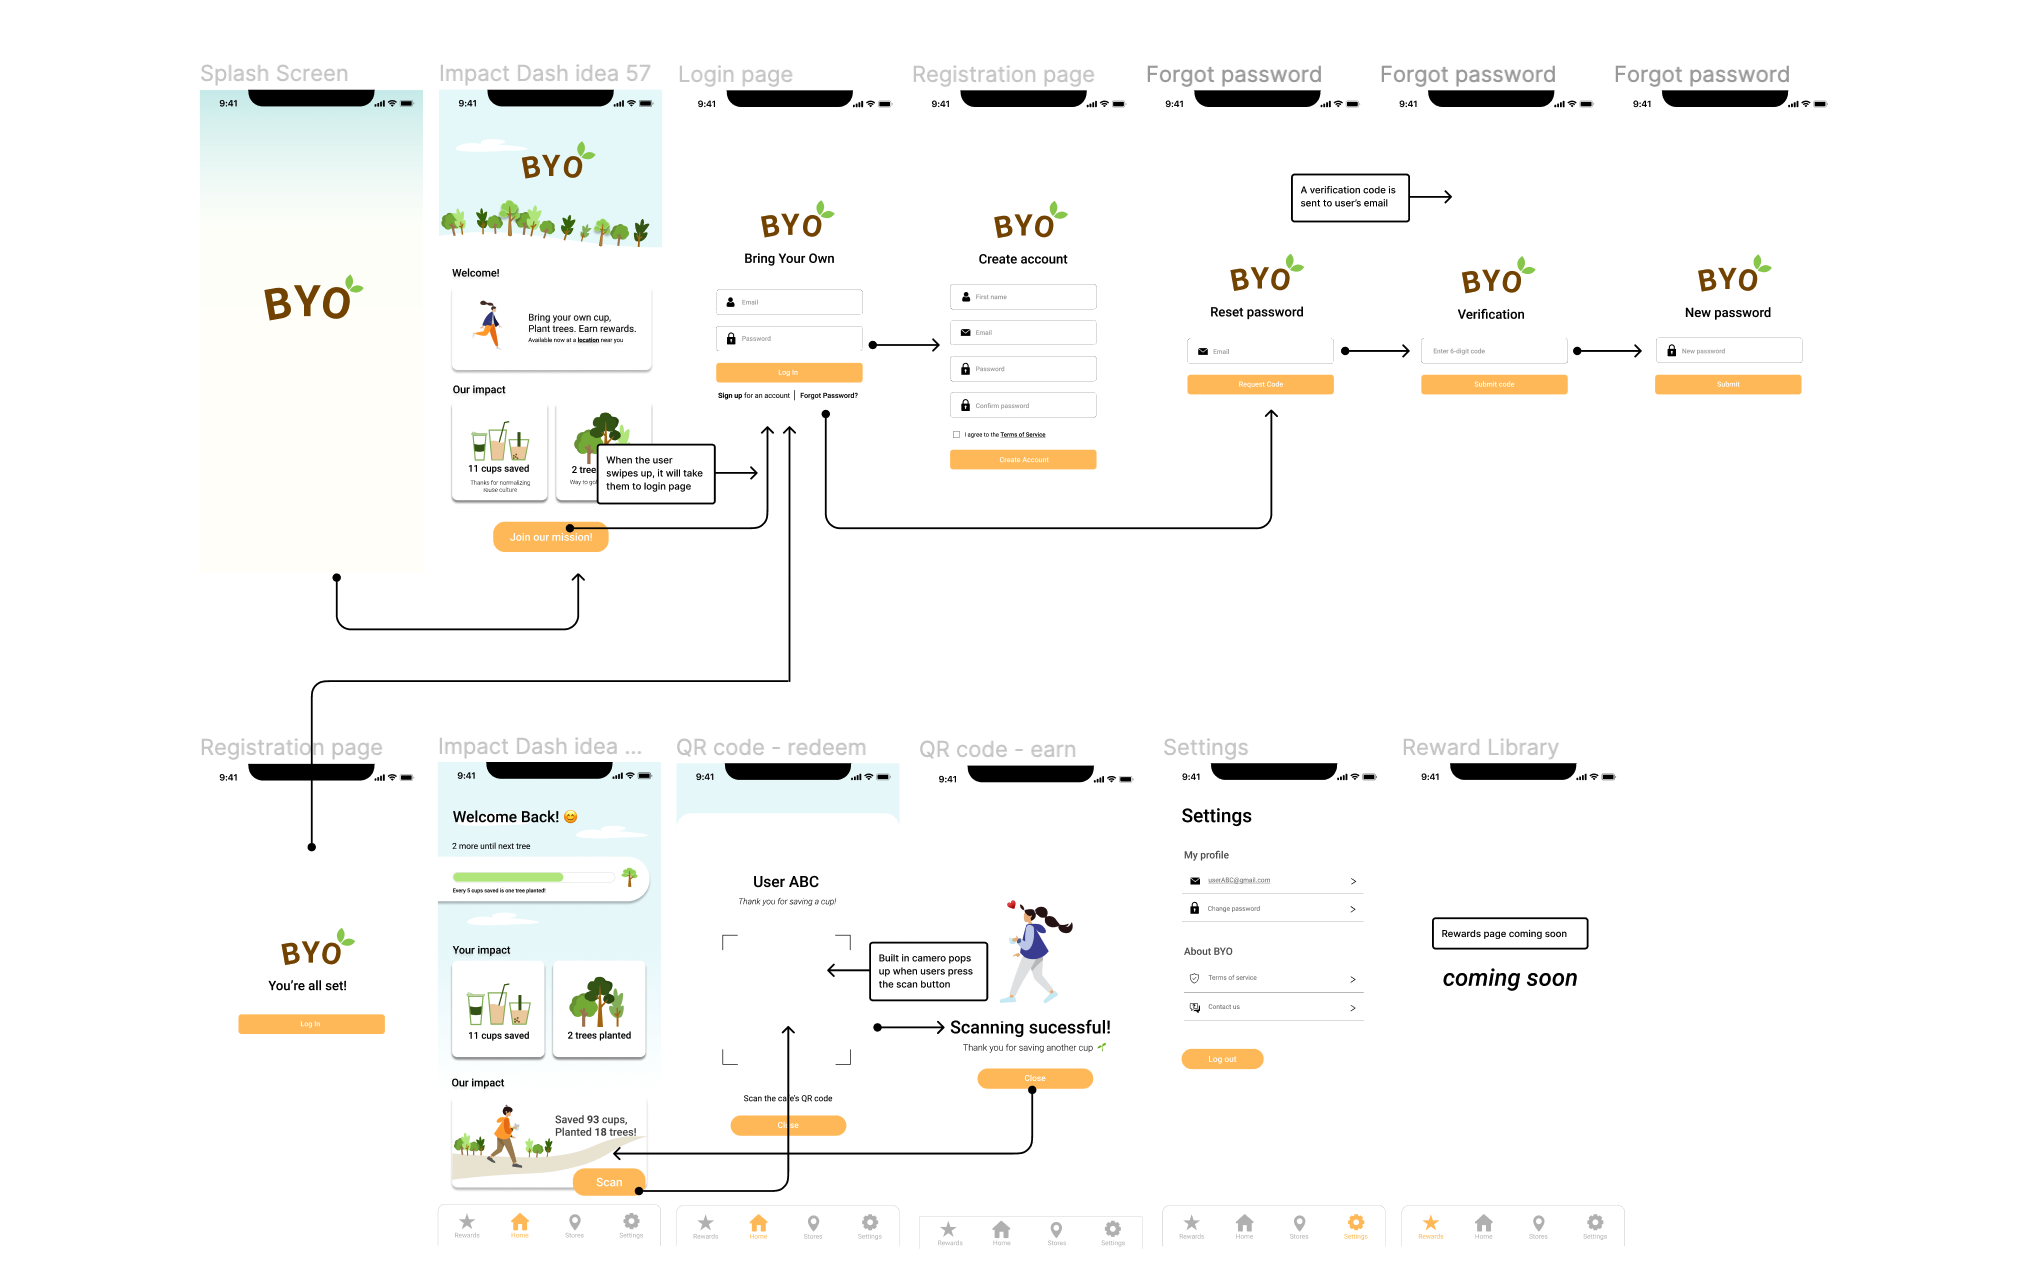 Splash Screen
9:41
BYO
Impact Dash idea 57
9:41
BYO
Welcome!
Bring your own cup,
Plant trees. Earn rewards.
Available now at a location near you
Our impact
11 cups saved
Thanks for normalizing
reuse culture
2 tree
Way to go!
When the user
swipes up, it will take
them to login page
Join our mission!
Login page
9:41
BYO
Bring Your Own
Email
Password
Log In
Sign up for an account | Forgot Password?
Registration page
9:41
BYO
Create account
First name
Email
Password
Confirm password
I agree to the Terms of Service
Create Account
Forgot password
9:41
A verification code is
sent to user's email
BYO
Reset password
Email
Request Code
Forgot password
9:41
BYO
Verification
Enter 6-digit code
Submit code
Forgot password
9:41
BYO
New password
New password
Submit
Registration page
9:41
BYO
You're all set!
Log In
Impact Dash idea ...
9:41
Welcome Back! 😊
2 more until next tree
Every 5 cups saved is one tree planted!
Your impact
11 cups saved
2 trees planted
Our impact
Saved 93 cups,
Planted 18 trees!
Scan
Rewards
Home
Stores
Settings
QR code - redeem
9:41
User ABC
Thank you for saving a cup!
Built in camero pops
up when users press
the scan button
Scan the cafe's QR code
Close
Rewards
Home
Stores
Settings
QR code - earn
9:41
Scanning sucessful!
Thank you for saving another cup 🌱
Close
Rewards
Home
Stores
Settings
Settings
9:41
Settings
My profile
userABC@gmail.com
Change password
About BYO
Terms of service
Contact us
Log out
Rewards
Home
Stores
Settings
Reward Library
9:41
Rewards page coming soon
coming soon
Rewards
Home
Stores
Settings